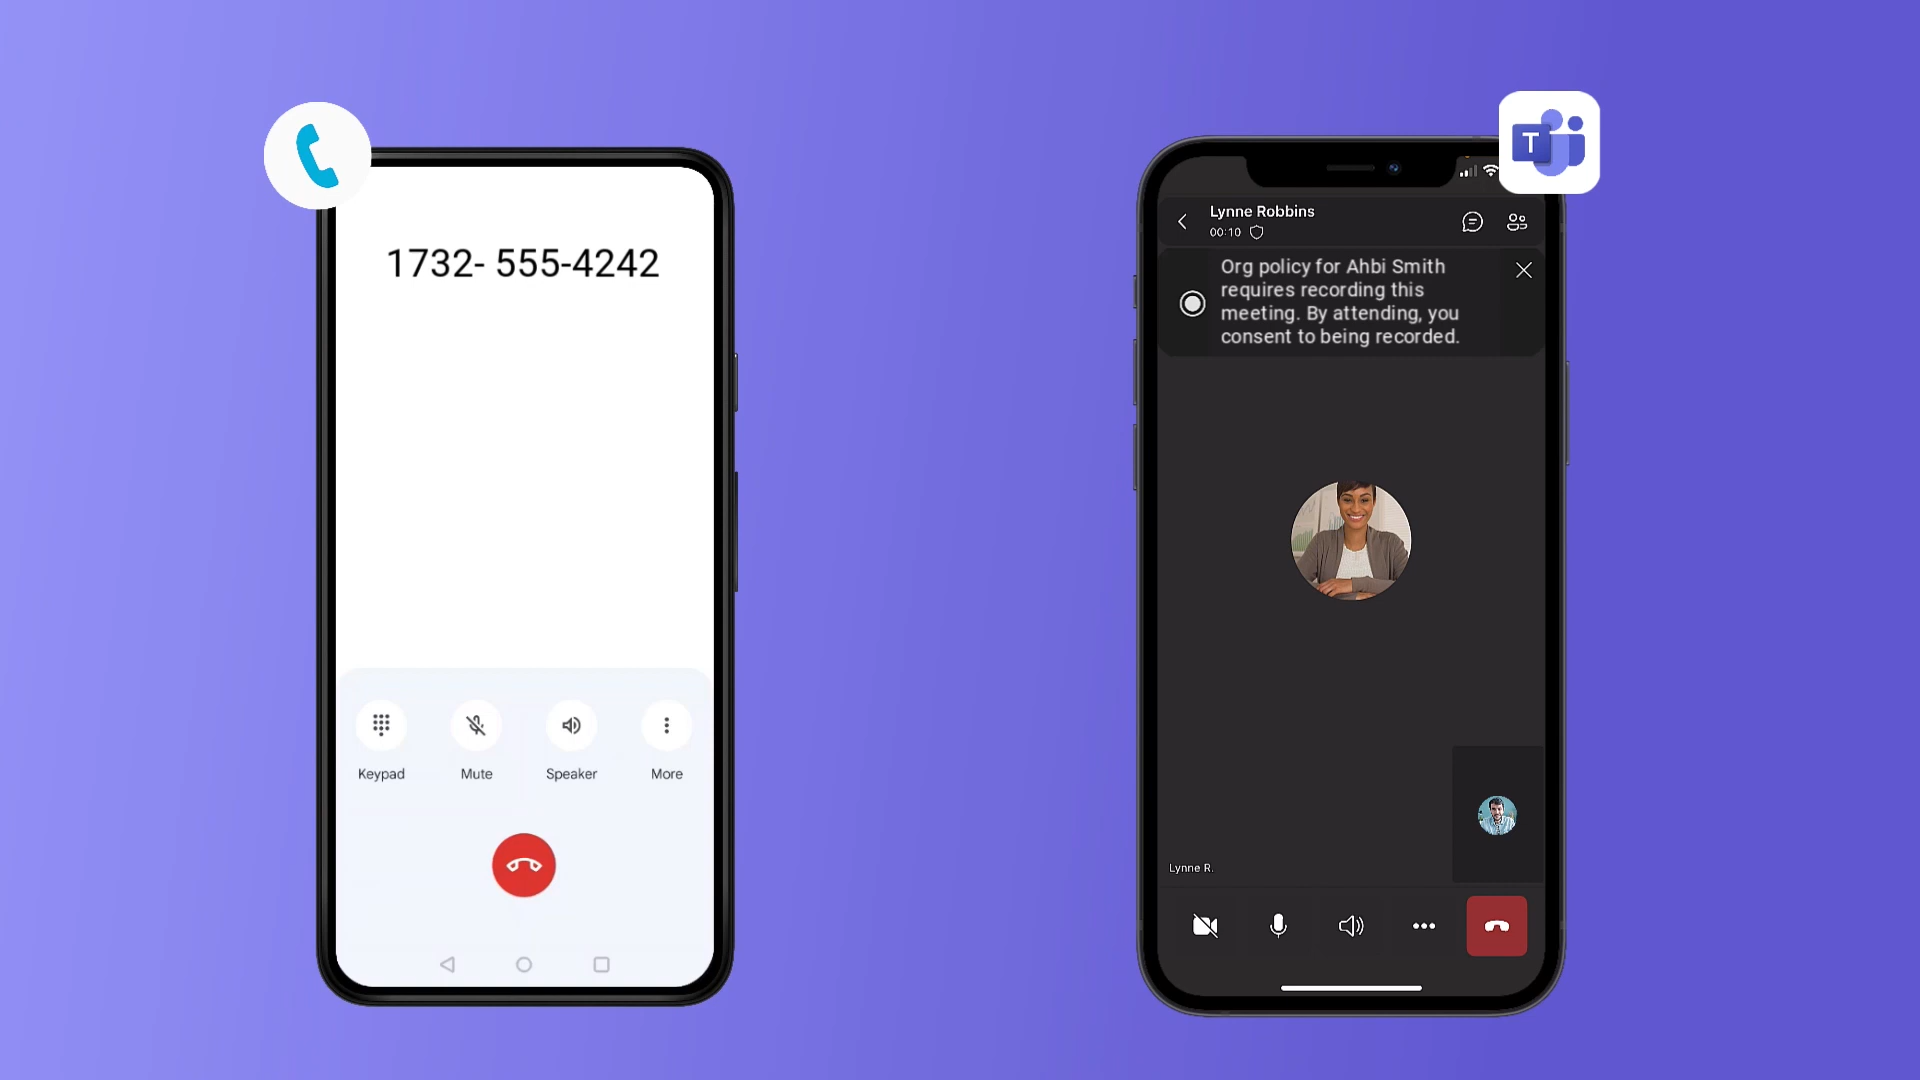 1732- 555-4242
Keypad
Mute
Speaker
More
T
Lynne Robbins
00:10
Org policy for Ahbi Smith
requires recording this
meeting. By attending, you
consent to being recorded.
Lynne R.